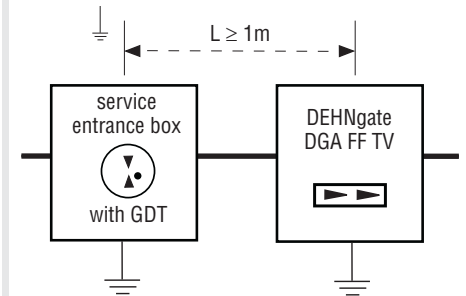 L ≥ 1m
service
entrance box
with GDT
DEHNgate
DGA FF TV